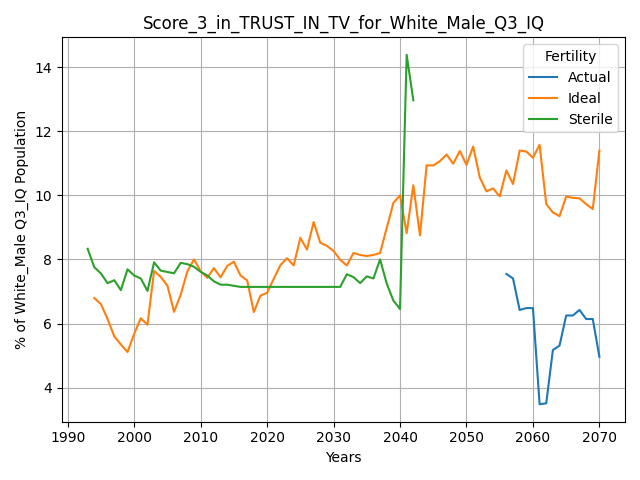 Score_3_in_TRUST_IN_TV_for_White_Male_Q3_IQ
% of White_Male Q3_IQ Population
14
12
10
8
6
4
Fertility
Actual
Ideal
Sterile
1990 2000 2010 2020 2030 2040 2050 2060 2070
Years